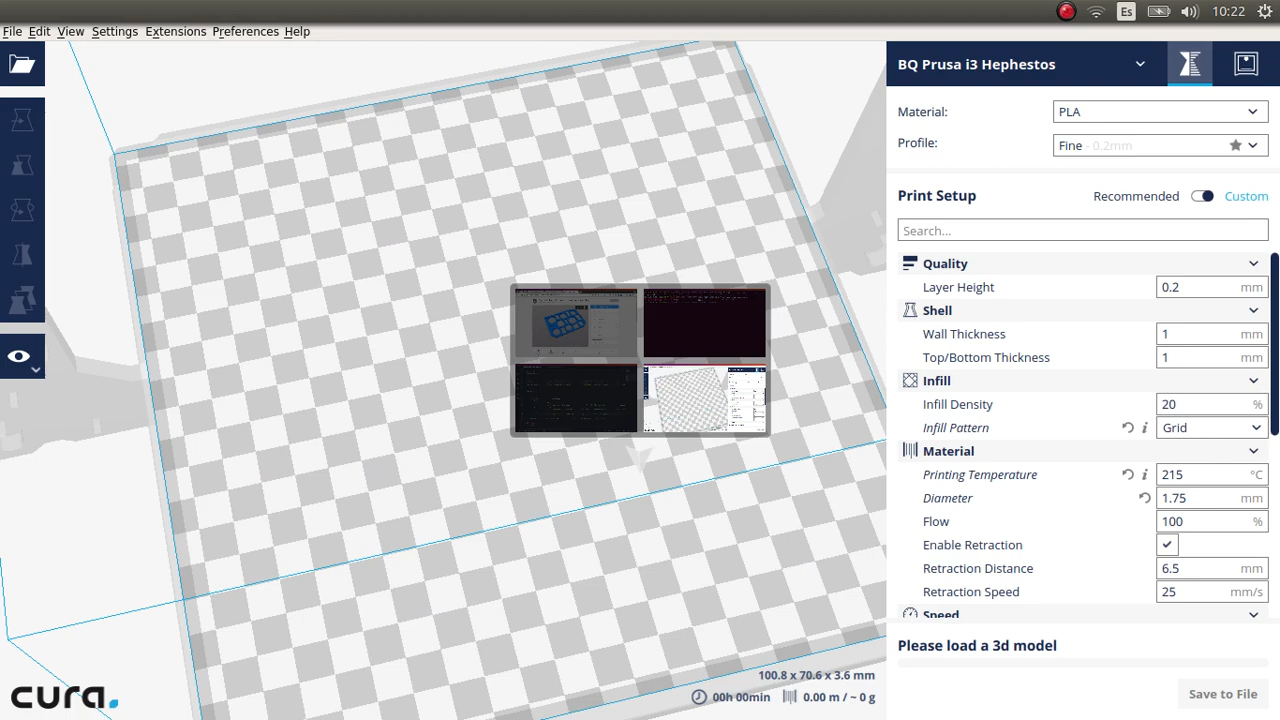 Es 10:22
File Edit View Settings Extensions Preferences Help
BQ Prusa i3 Hephestos
Material: PLA
Profile: Fine - 0.2mm
Print Setup Recommended Custom
Search...
Quality
Layer Height 0.2 mm
Shell
Wall Thickness 1 mm
Top/Bottom Thickness 1 mm
Infill
Infill Density 20 %
Infill Pattern i Grid
Material
Printing Temperature i 215 °C
Diameter 1.75 mm
Flow 100 %
Enable Retraction
Retraction Distance 6.5 mm
Retraction Speed 25 mm/s
Speed
Please load a 3d model
100.8 x 70.6 x 3.6 mm
00h 00min 0.00 m / ~ 0 g
Save to File
cura.